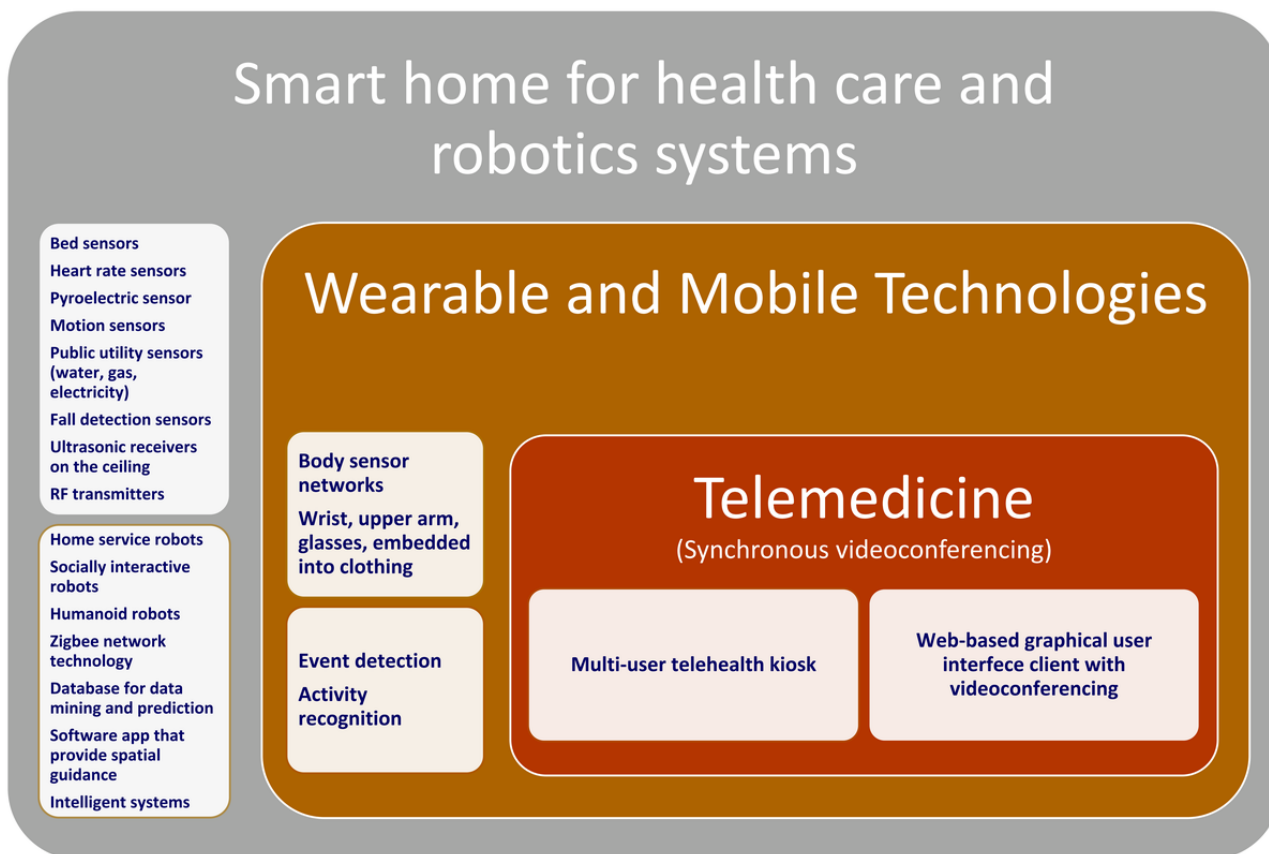 Smart home for health care and
robotics systems
Bed sensors
Heart rate sensors
Pyroelectric sensor
Motion sensors
Public utility sensors
(water, gas,
electricity)
Fall detection sensors
Ultrasonic receivers
on the ceiling
RF transmitters
Home service robots
Socially interactive
robots
Humanoid robots
Zigbee network
technology
Database for data
mining and prediction
Software app that
provide spatial
guidance
Intelligent systems
Wearable and Mobile Technologies
Body sensor
networks
Wrist, upper arm,
glasses, embedded
into clothing
Event detection
Activity
recognition
Telemedicine
(Synchronous videoconferencing)
Multi-user telehealth kiosk
Web-based graphical user
interfece client with
videoconferencing